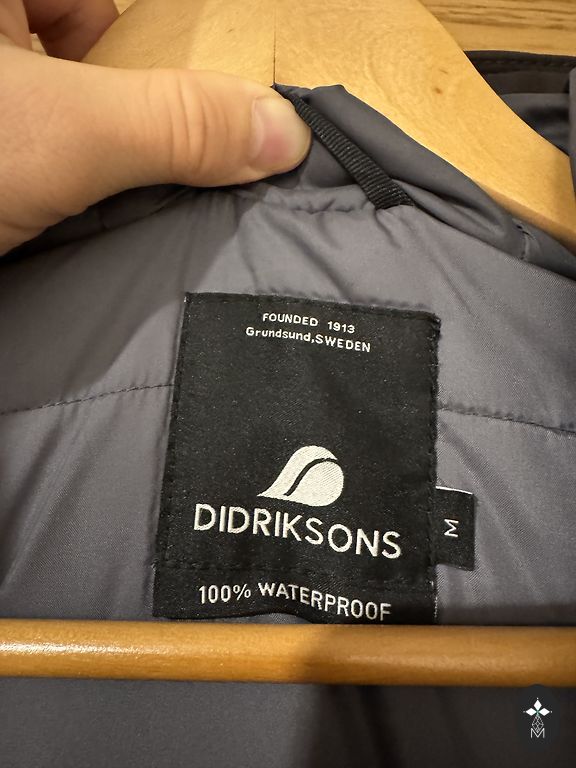 FOUNDED 1913
Grundsund,SWEDEN
DIDRIKSONS
M
100% WATERPROOF
M